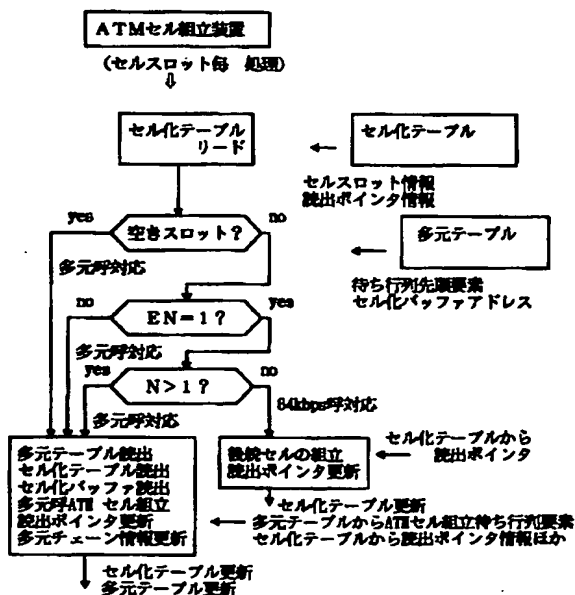 ATMセル組立装置
(セルスロット毎 処理)
セル化テーブル
リード
セル化テーブル
セルスロット情報
読出ポインタ情報
yes
空きスロット?
no
多元テーブル
多元呼対応
待ち行列先頭要素
セル化バッファアドレス
no
EN=1?
yes
多元呼対応
yes
N>1?
no
64kbps呼対応
多元呼対応
多元テーブル読出
セル化テーブル読出
セル化バッファ読出
多元呼ATM セル組立
読出ポインタ更新
多元チェーン情報更新
後続セルの組立
読出ポインタ更新
セル化テーブルから
読出ポインタ
セル化テーブル更新
多元テーブルからATMセル組立待ち行列要素
セル化テーブルから読出ポインタ情報ほか
セル化テーブル更新
多元テーブル更新